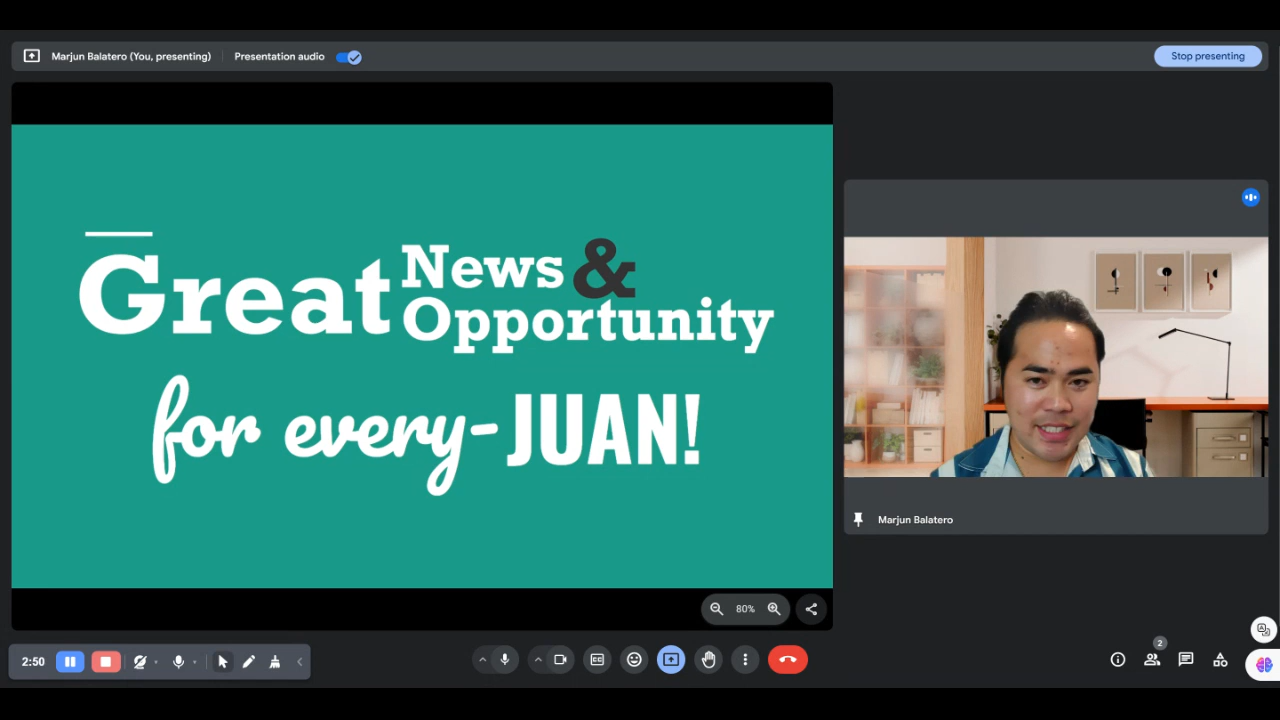 Marjun Balatero (You, presenting)
Presentation audio
Stop presenting
Great News &
Opportunity
for every-JUAN!
Marjun Balatero
80%
2:50
CC
2